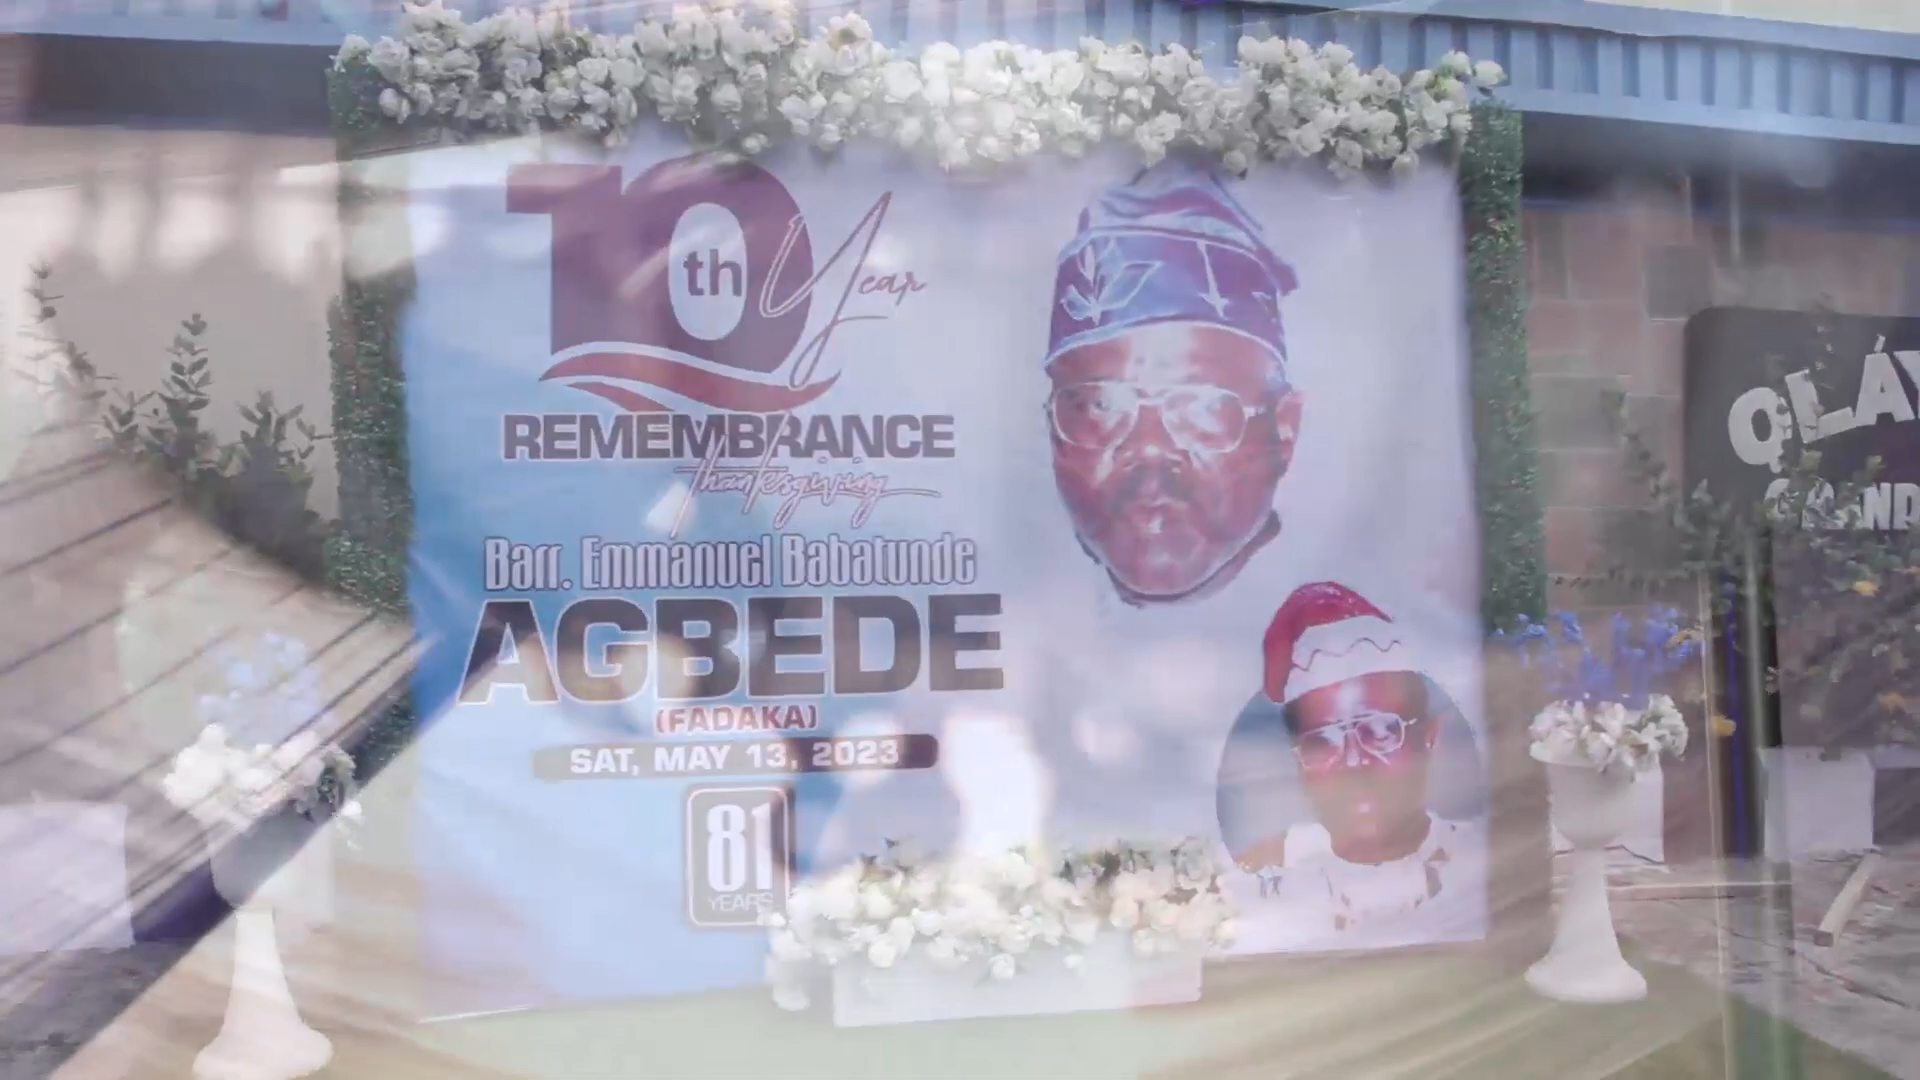 10th Year
REMEMBRANCE
thanksgiving
Barr. Emmanuel Babatunde
AGBEDE
(FADAKA)
SAT, MAY 13, 2023
81
YEARS